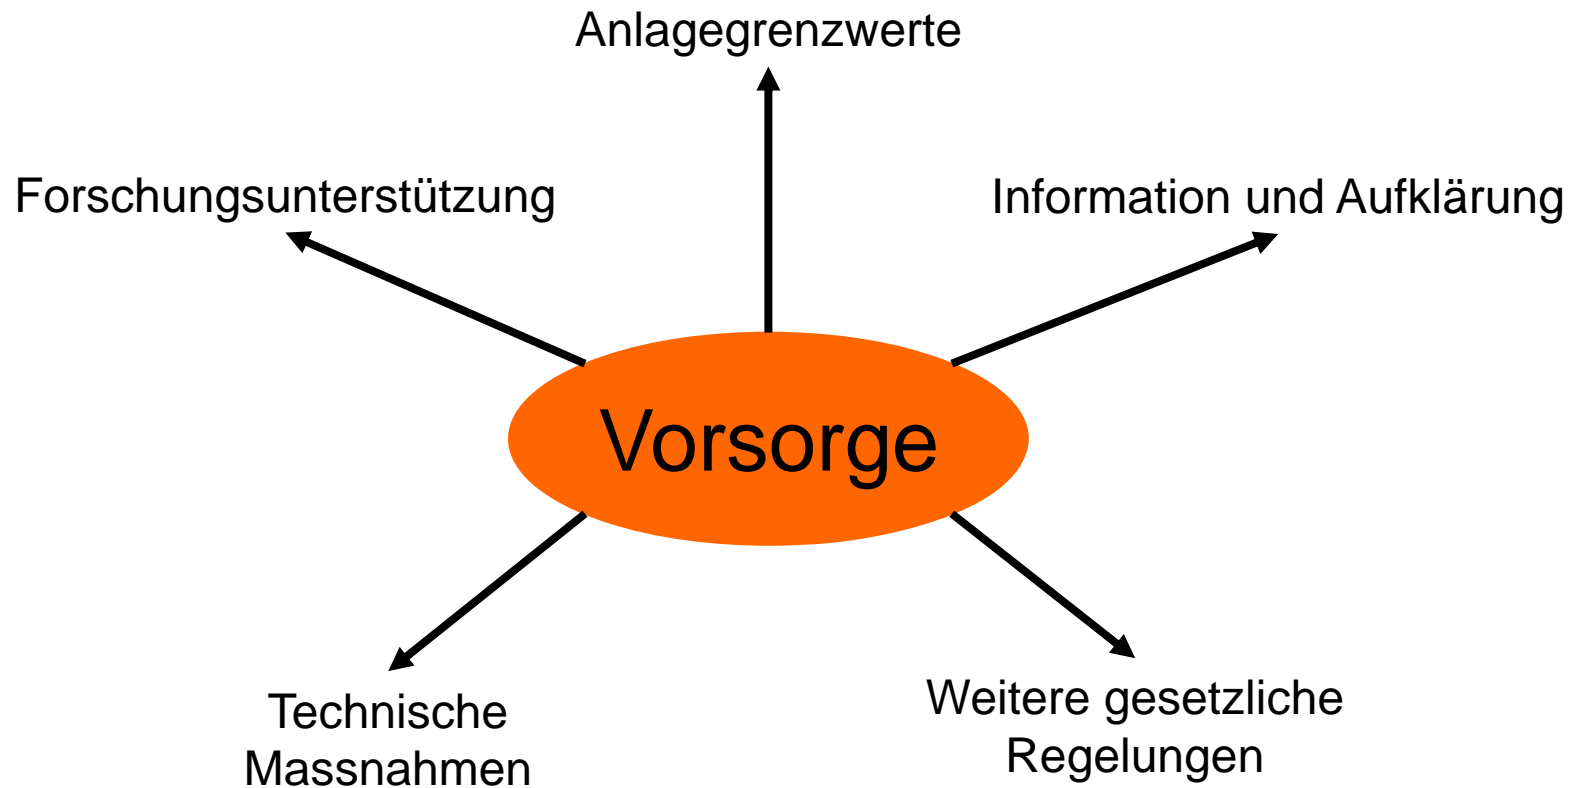 Anlagegrenzwerte
Forschungsunterstützung
Information und Aufklärung
Vorsorge
Technische
Massnahmen
Weitere gesetzliche
Regelungen